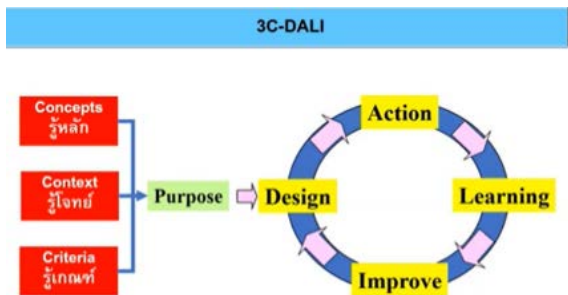 3C-DALI
Concepts
รู้หลัก
Context
รู้โจทย์
Criteria
รู้เกณฑ์
Purpose
Design
Action
Learning
Improve